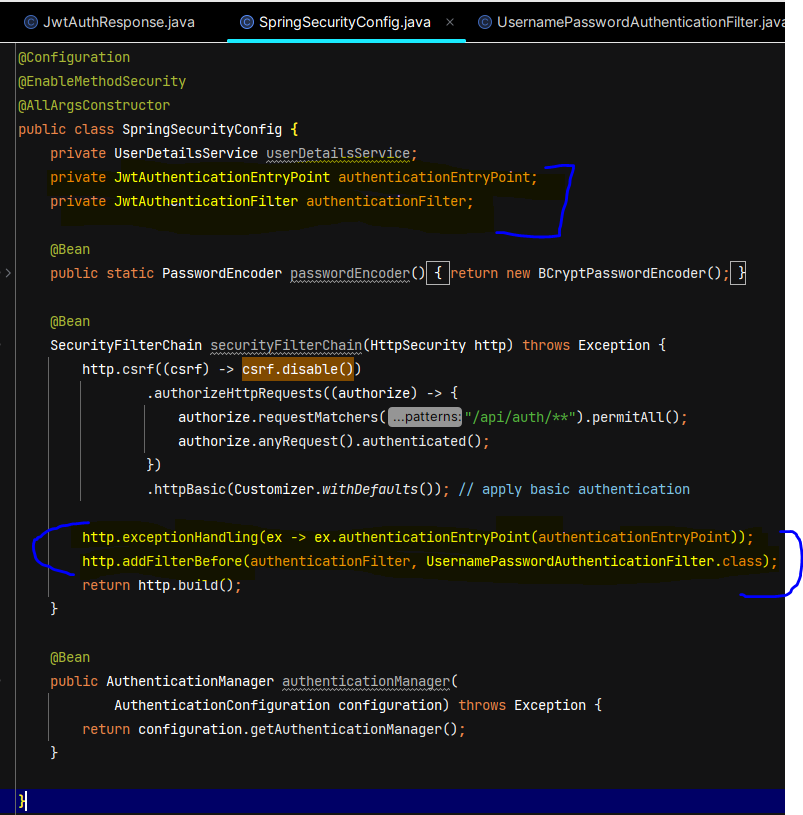 JwtAuthResponse.java SpringSecurityConfig.java × UsernamePasswordAuthenticationFilter.java
@Configuration
@EnableMethodSecurity
@AllArgsConstructor
public class SpringSecurityConfig {
private UserDetailsService userDetailsService;
private JwtAuthenticationEntryPoint authenticationEntryPoint;
private JwtAuthenticationFilter authenticationFilter;
@Bean
public static PasswordEncoder passwordEncoder() { return new BCryptPasswordEncoder(); }
@Bean
SecurityFilterChain securityFilterChain(HttpSecurity http) throws Exception {
http.csrf((csrf) -> csrf.disable())
.authorizeHttpRequests((authorize) -> {
authorize.requestMatchers( ...patterns: "/api/auth/**").permitAll();
authorize.anyRequest().authenticated();
})
.httpBasic(Customizer.withDefaults()); // apply basic authentication
http.exceptionHandling(ex -> ex.authenticationEntryPoint(authenticationEntryPoint));
http.addFilterBefore(authenticationFilter, UsernamePasswordAuthenticationFilter.class);
return http.build();
}
@Bean
public AuthenticationManager authenticationManager(
AuthenticationConfiguration configuration) throws Exception {
return configuration.getAuthenticationManager();
}
}